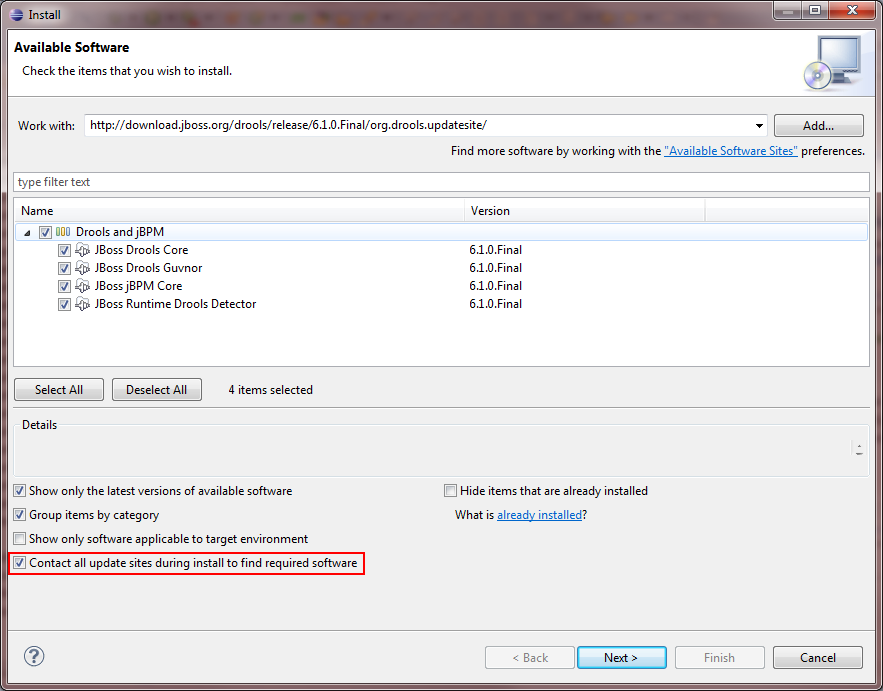 Install
Available Software
Check the items that you wish to install.
Work with: http://download.jboss.org/drools/release/6.1.0.Final/org.drools.updatesite/ Add...
Find more software by working with the "Available Software Sites" preferences.
type filter text
Name Version
Drools and jBPM
JBoss Drools Core 6.1.0.Final
JBoss Drools Guvnor 6.1.0.Final
JBoss jBPM Core 6.1.0.Final
JBoss Runtime Drools Detector 6.1.0.Final
Select All Deselect All 4 items selected
Details
Show only the latest versions of available software Hide items that are already installed
Group items by category What is already installed?
Show only software applicable to target environment
Contact all update sites during install to find required software
? < Back Next > Finish Cancel